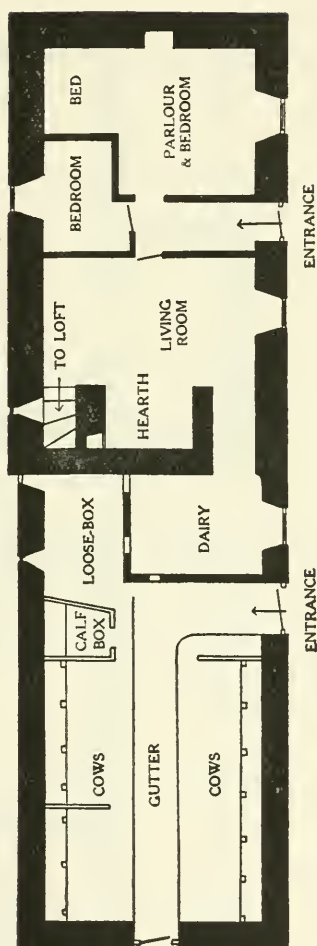 BED
PARLOUR
& BEDROOM
BEDROOM
ENTRANCE
TO LOFT
LIVING
ROOM
HEARTH
LOOSE-BOX
DAIRY
CALF
BOX
ENTRANCE
COWS
GUTTER
COWS